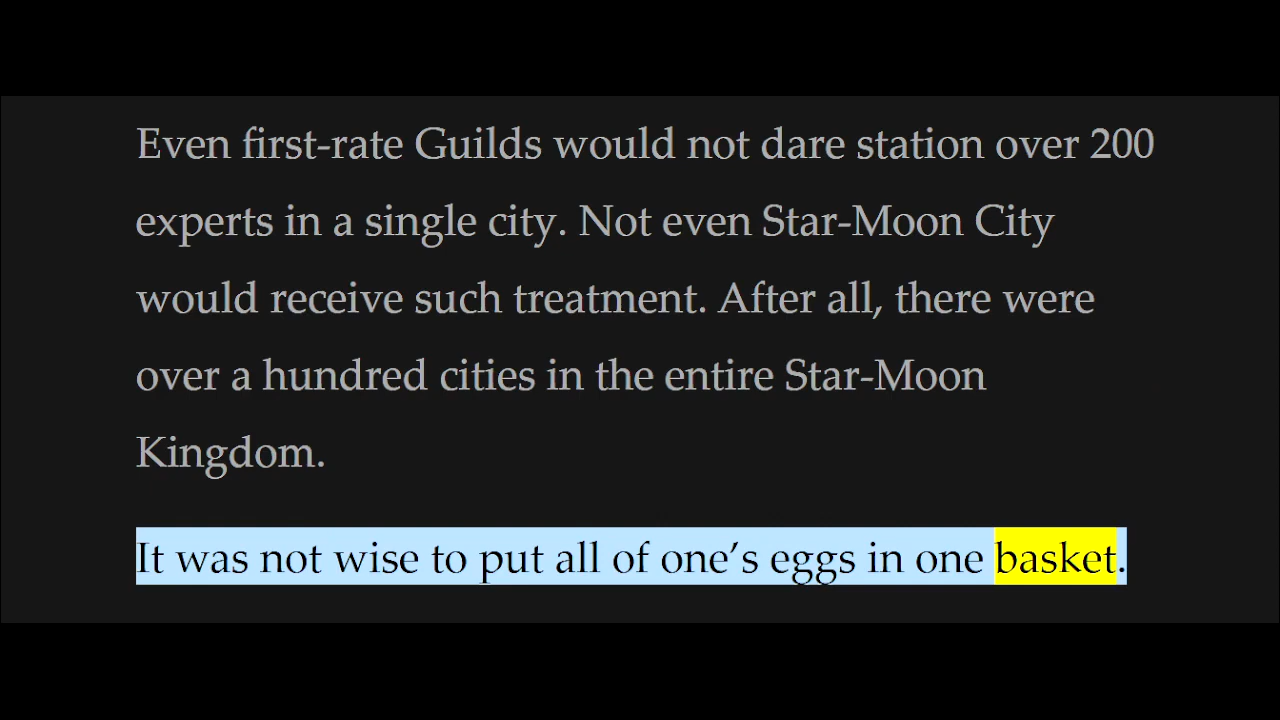 Even first-rate Guilds would not dare station over 200
experts in a single city. Not even Star-Moon City
would receive such treatment. After all, there were
over a hundred cities in the entire Star-Moon
Kingdom.
It was not wise to put all of one’s eggs in one basket.